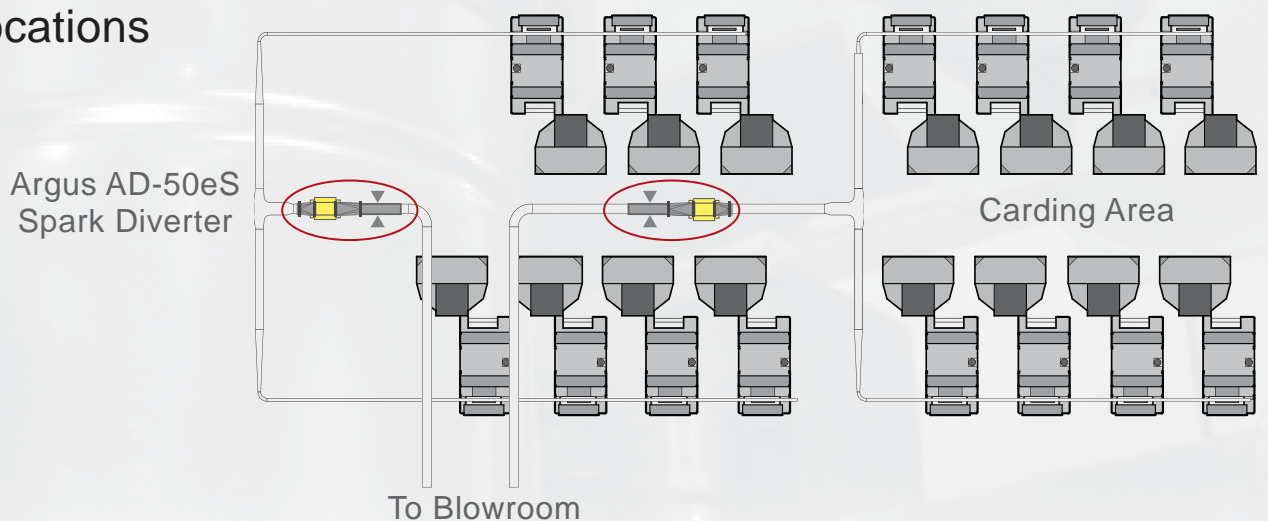 ocations
Argus AD-50eS
Spark Diverter
Carding Area
To Blowroom